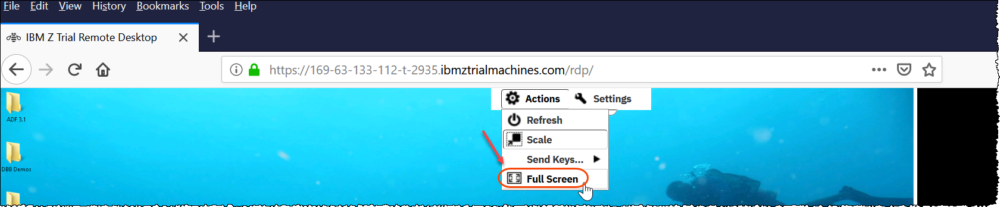 File Edit View History Bookmarks Tools Help
IBM Z Trial Remote Desktop
https://169-63-133-112-t-2935.ibmztrialmachines.com/rdp/
Actions Settings
ADF 3.1
Refresh
Scale
Send Keys...
DBB Demos
Full Screen